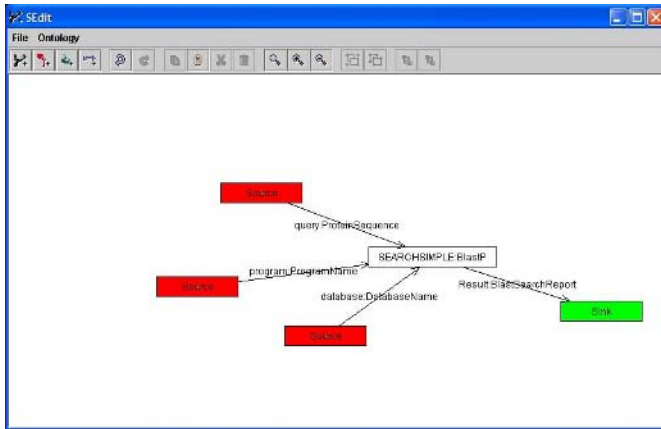 SEdit
File Ontology
Source
query:ProteinSequence
SEARCHSIMPLE:BlastP
program:ProgramName
Source
Result:BlastSearchReport
database:DatabaseName
Sink
Source